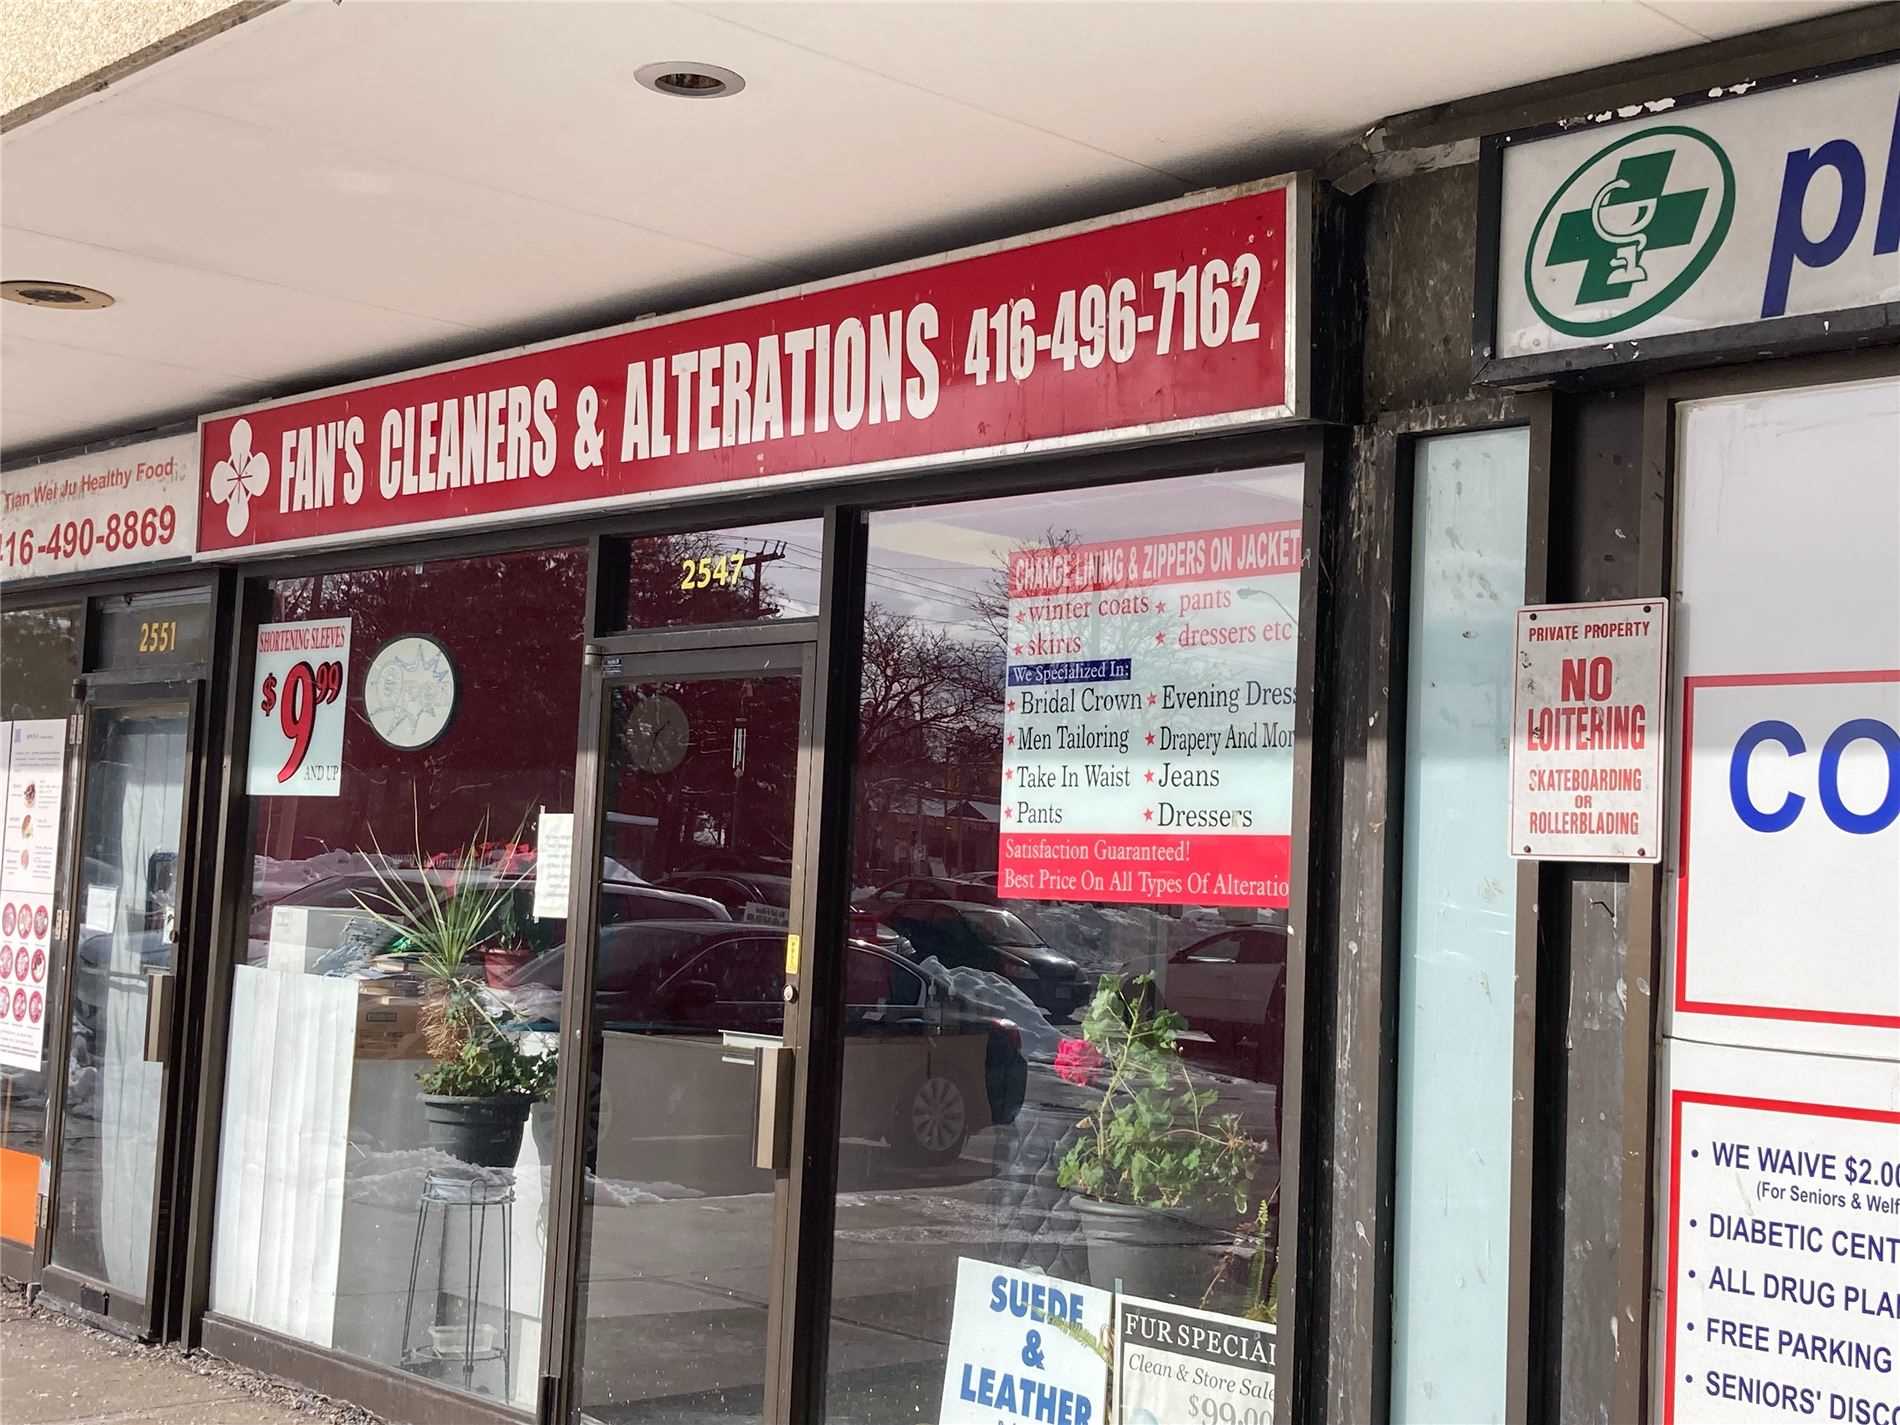 Tian Wei Ju Healthy Food
416-490-8869
FAN'S CLEANERS & ALTERATIONS 416-496-7162
2551
2547
SHORTENING SLEEVES
$9.99
AND UP
CHANGE LINING & ZIPPERS ON JACKET
winter coats
pants
skirts
dressers etc
We Specialized In:
Bridal Crown
Evening Dress
Men Tailoring
Drapery And Mor
Take In Waist
Jeans
Pants
Dressers
Satisfaction Guaranteed!
Best Price On All Types Of Alteratio
SUEDE
&
LEATHER
FUR SPECIAL
Clean & Store Sale
$99.00
PRIVATE PROPERTY
NO
LOITERING
SKATEBOARDING
OR
ROLLERBLADING
CO
• WE WAIVE $2.00
(For Seniors & Welf
• DIABETIC CENT
• ALL DRUG PLA
• FREE PARKING
• SENIORS' DISC